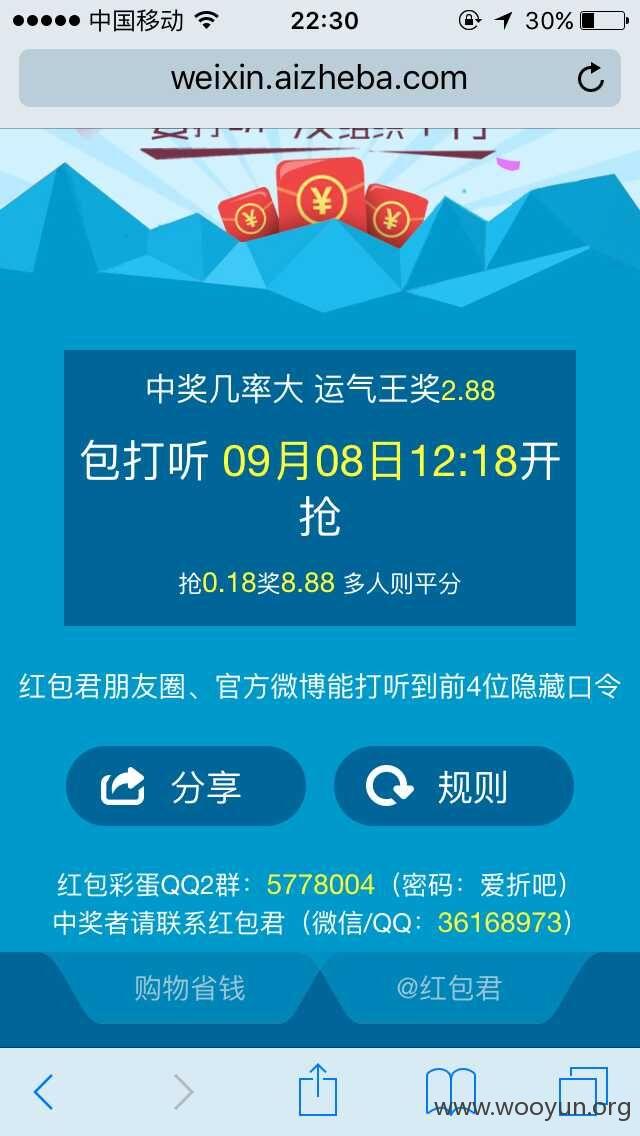 中国移动 22:30 30%
weixin.aizheba.com
中奖几率大 运气王奖2.88
包打听 09月08日12:18开
抢
抢0.18奖8.88 多人则平分
红包君朋友圈、官方微博能打听到前4位隐藏口令
分享 规则
红包彩蛋QQ2群：5778004（密码：爱折吧）
中奖者请联系红包君（微信/QQ：36168973）
购物省钱 @红包君
www.wooyun.org